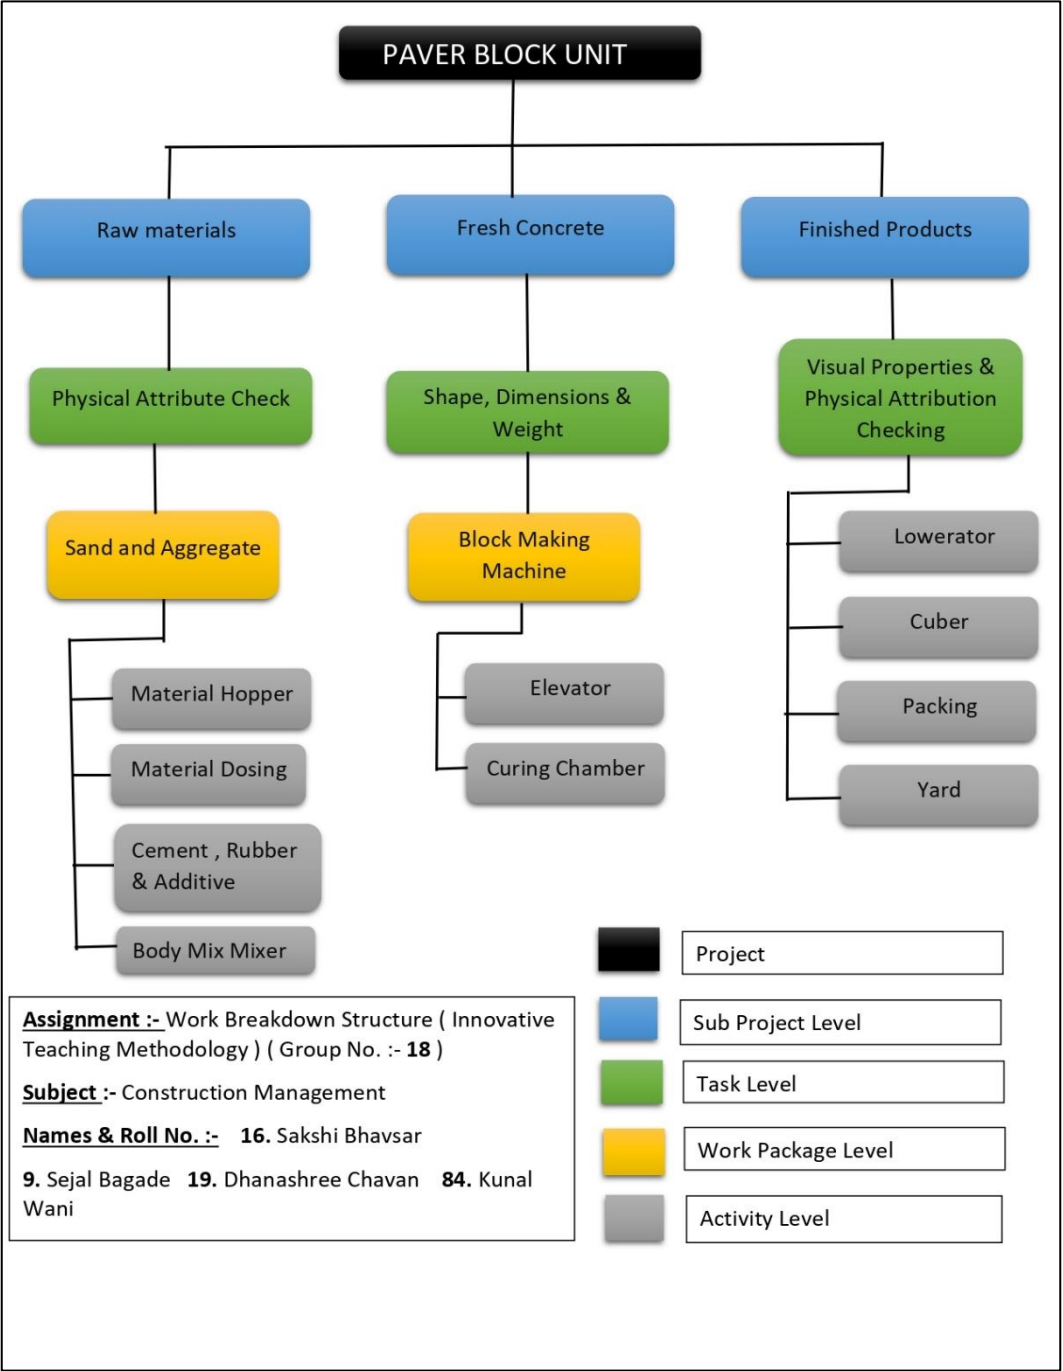 PAVER BLOCK UNIT
Raw materials
Fresh Concrete
Finished Products
Physical Attribute Check
Shape, Dimensions &
Weight
Visual Properties &
Physical Attribution
Checking
Sand and Aggregate
Block Making
Machine
Material Hopper
Material Dosing
Cement , Rubber
& Additive
Body Mix Mixer
Elevator
Curing Chamber
Lowerator
Cuber
Packing
Yard
Project
Sub Project Level
Task Level
Work Package Level
Activity Level
Assignment :- Work Breakdown Structure ( Innovative
Teaching Methodology ) ( Group No. :- 18 )
Subject :- Construction Management
Names & Roll No. :- 16. Sakshi Bhavsar
9. Sejal Bagade 19. Dhanashree Chavan 84. Kunal
Wani